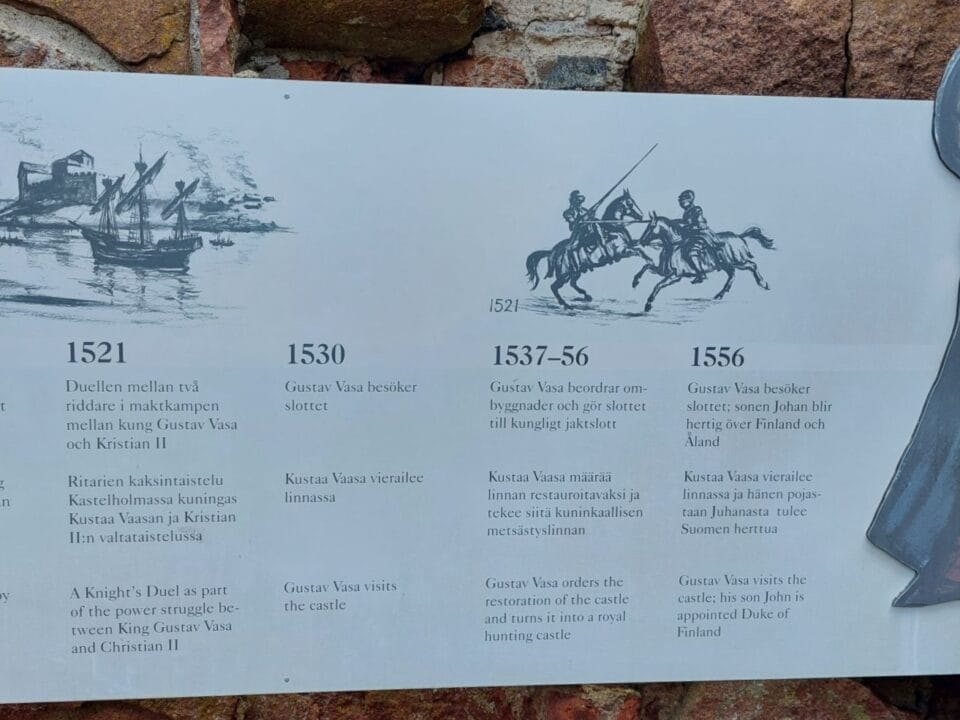 1521
1521
Duellen mellan två
riddare i maktkampen
mellan kung Gustav Vasa
och Kristian II
Ritarien kaksintaistelu
Kastelholmassa kuningas
Kustaa Vaasan ja Kristian
II:n valtataistelussa
A Knight's Duel as part
of the power struggle be-
tween King Gustav Vasa
and Christian II
1530
Gustav Vasa besöker
slottet
Kustaa Vaasa vierailee
linnassa
Gustav Vasa visits
the castle
1537–56
Gustav Vasa beordrar om-
byggnader och gör slottet
till kungligt jaktslott
Kustaa Vaasa määrää
linnan restauroitavaksi ja
tekee siitä kuninkaallisen
metsästyslinnan
Gustav Vasa orders the
restoration of the castle
and turns it into a royal
hunting castle
1556
Gustav Vasa besöker
slottet; sonen Johan blir
hertig över Finland och
Åland
Kustaa Vaasa vierailee
linnassa ja hänen pojas-
taan Juhanasta tulee
Suomen herttua
Gustav Vasa visits the
castle; his son John is
appointed Duke of
Finland